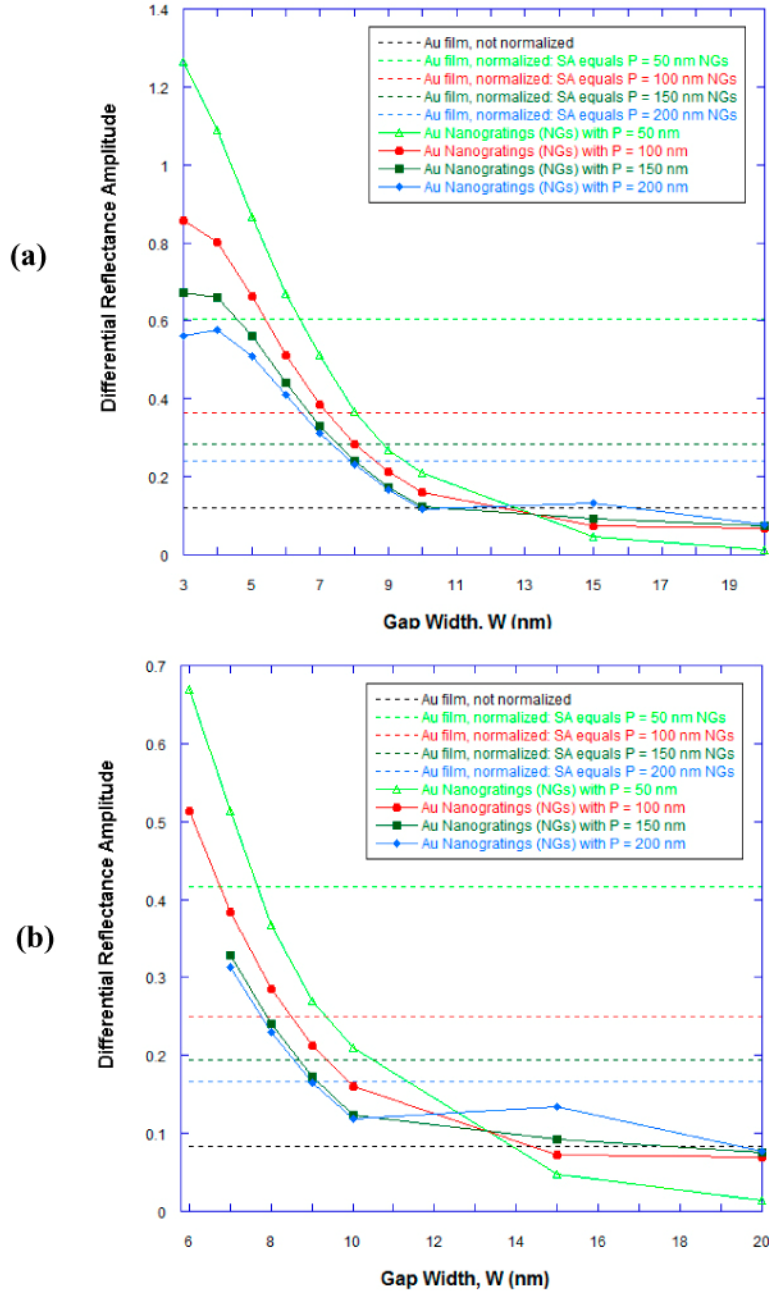 (a)
Differential Reflectance Amplitude
1.4
1.2
1
0.8
0.6
0.4
0.2
0
Au film, not normalized
Au film, normalized: SA equals P = 50 nm NGs
Au film, normalized: SA equals P = 100 nm NGs
Au film, normalized: SA equals P = 150 nm NGs
Au film, normalized: SA equals P = 200 nm NGs
Au Nanogratings (NGs) with P = 50 nm
Au Nanogratings (NGs) with P = 100 nm
Au Nanogratings (NGs) with P = 150 nm
Au Nanogratings (NGs) with P = 200 nm
3 5 7 9 11 13 15 17 19
Gap Width, W (nm)
(b)
Differential Reflectance Amplitude
0.7
0.6
0.5
0.4
0.3
0.2
0.1
0
Au film, not normalized
Au film, normalized: SA equals P = 50 nm NGs
Au film, normalized: SA equals P = 100 nm NGs
Au film, normalized: SA equals P = 150 nm NGs
Au film, normalized: SA equals P = 200 nm NGs
Au Nanogratings (NGs) with P = 50 nm
Au Nanogratings (NGs) with P = 100 nm
Au Nanogratings (NGs) with P = 150 nm
Au Nanogratings (NGs) with P = 200 nm
6 8 10 12 14 16 18 20
Gap Width, W (nm)